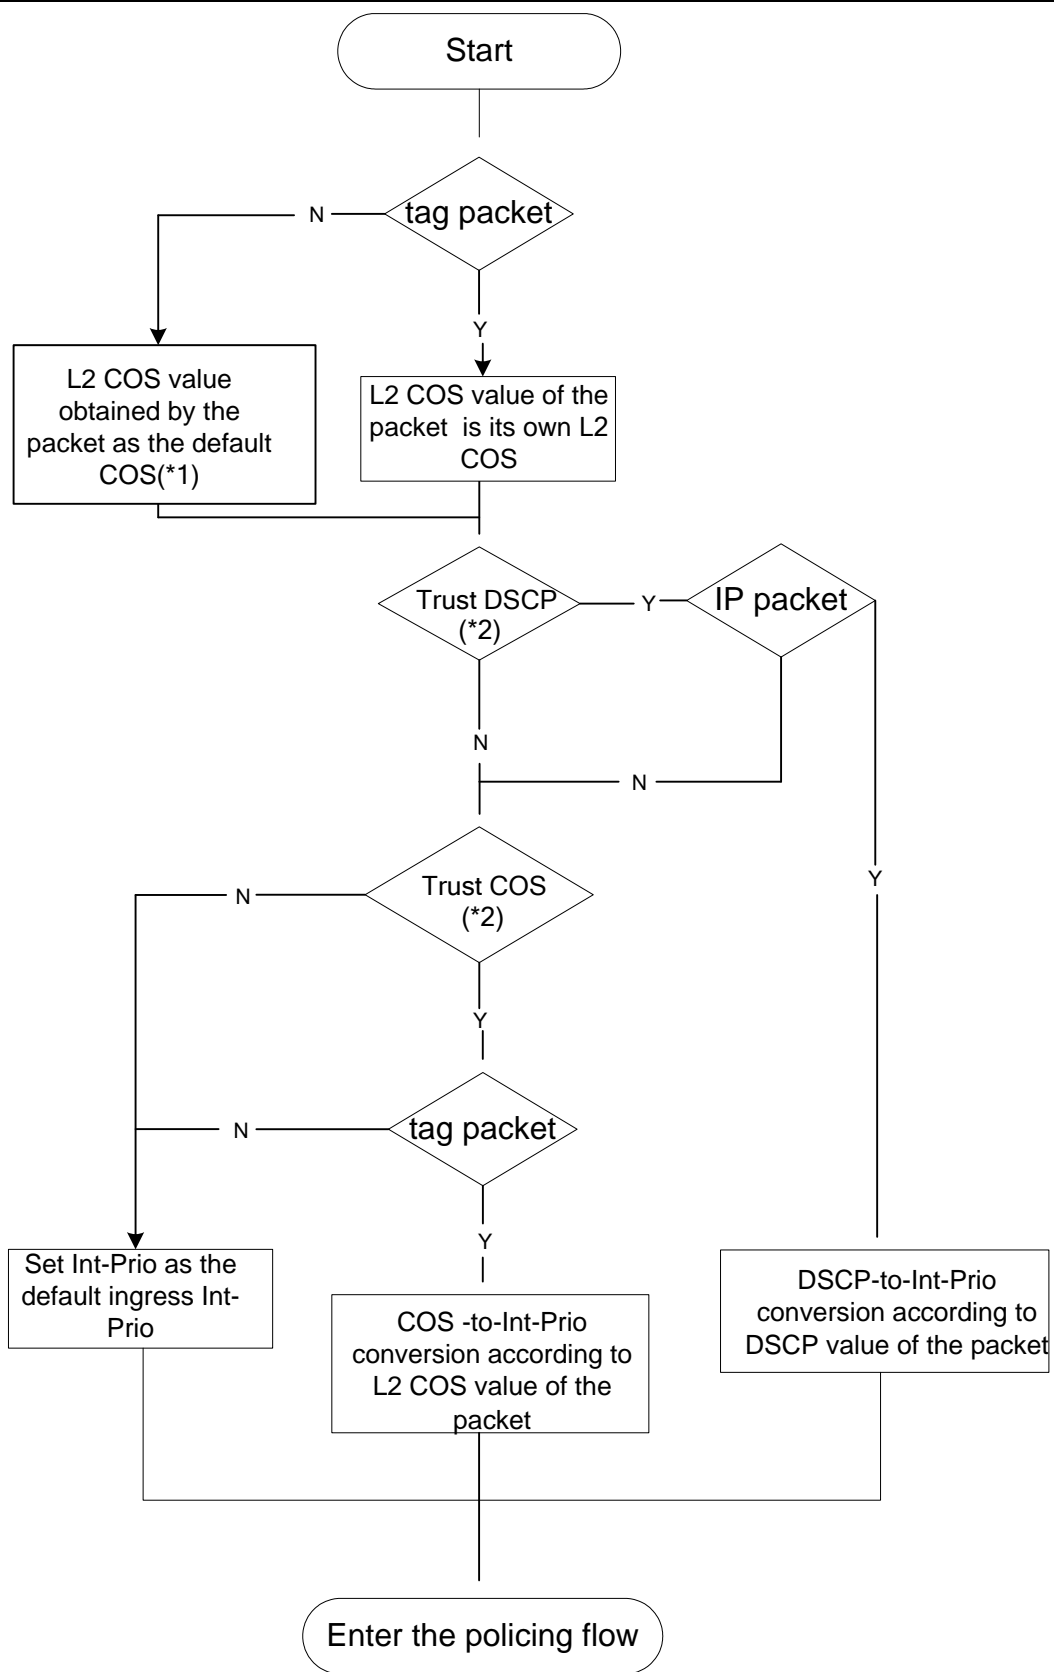 Start
tag packet
N
Y
L2 COS value
obtained by the
packet as the default
COS(*1)
L2 COS value of the
packet is its own L2
COS
Trust DSCP
(*2)
Y
IP packet
N
N
Y
Trust COS
(*2)
N
Y
tag packet
N
Y
Set Int-Prio as the
default ingress Int-
Prio
COS -to-Int-Prio
conversion according to
L2 COS value of the
packet
DSCP-to-Int-Prio
conversion according to
DSCP value of the packet
Enter the policing flow